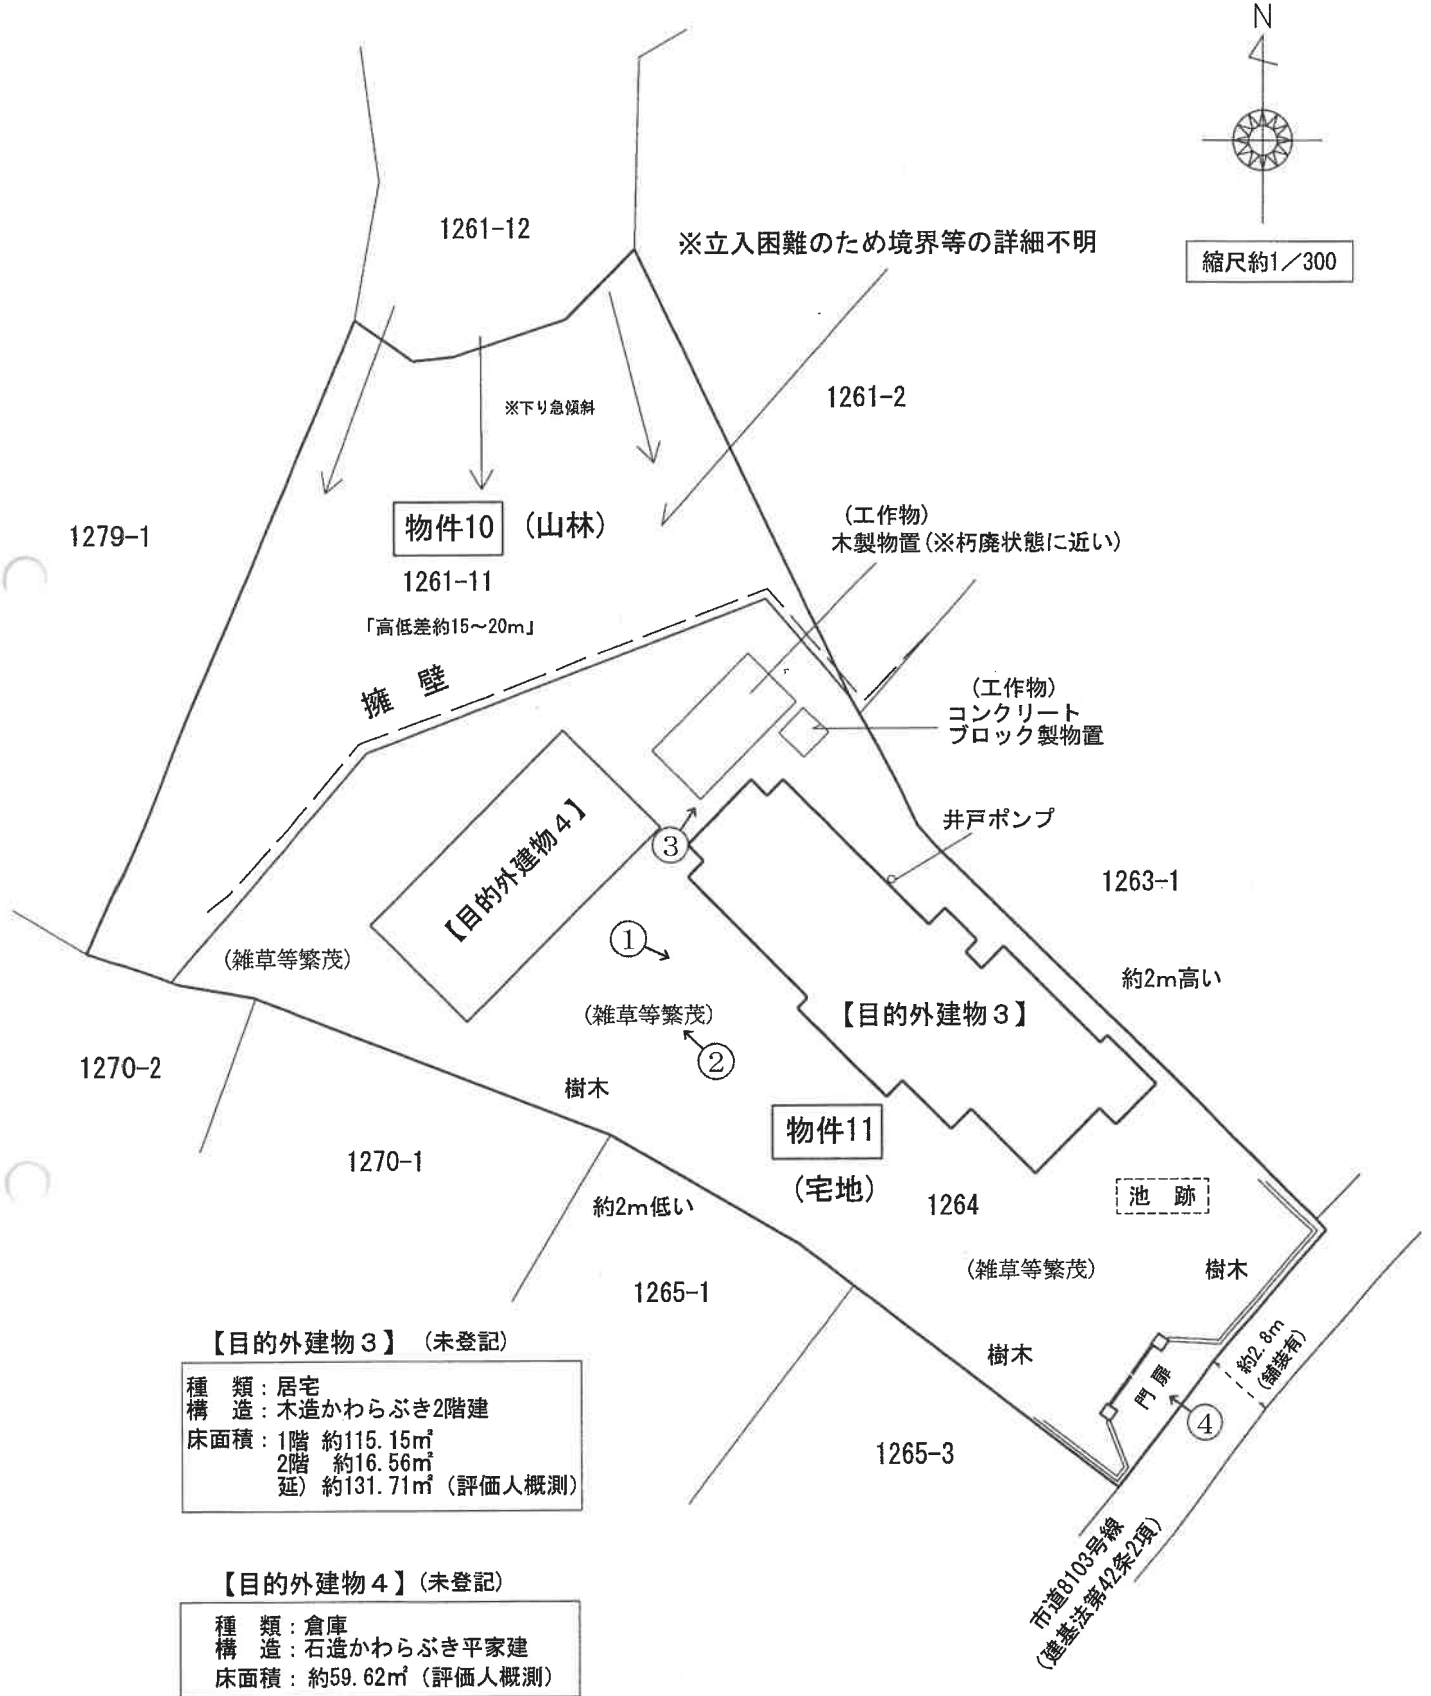 N
縮尺約1／300
1261-12
※立入困難のため境界等の詳細不明
1261-2
※下り急傾斜
1279-1
物件10
(山林)
1261-11
「高低差約15～20m」
擁壁
(工作物)
木製物置(※朽廃状態に近い)
(工作物)
コンクリート
ブロック製物置
井戸ポンプ
【目的外建物４】
③
1263-1
①
(雑草等繁茂)
約2m高い
(雑草等繁茂)
【目的外建物３】
②
1270-2
樹木
物件11
(宅地)
1270-1
約2m低い
1264
池　跡
(雑草等繁茂)
樹木
1265-1
樹木
約2.8m
(舗装有)
門扉
④
1265-3
市道8103号線
(建基法第42条2項)
【目的外建物３】 (未登記)
種　類：居宅
構　造：木造かわらぶき2階建
床面積：1階 約115.15㎡
2階 約16.56㎡
延) 約131.71㎡ (評価人概測)
【目的外建物４】(未登記)
種　類：倉庫
構　造：石造かわらぶき平家建
床面積：約59.62㎡ (評価人概測)